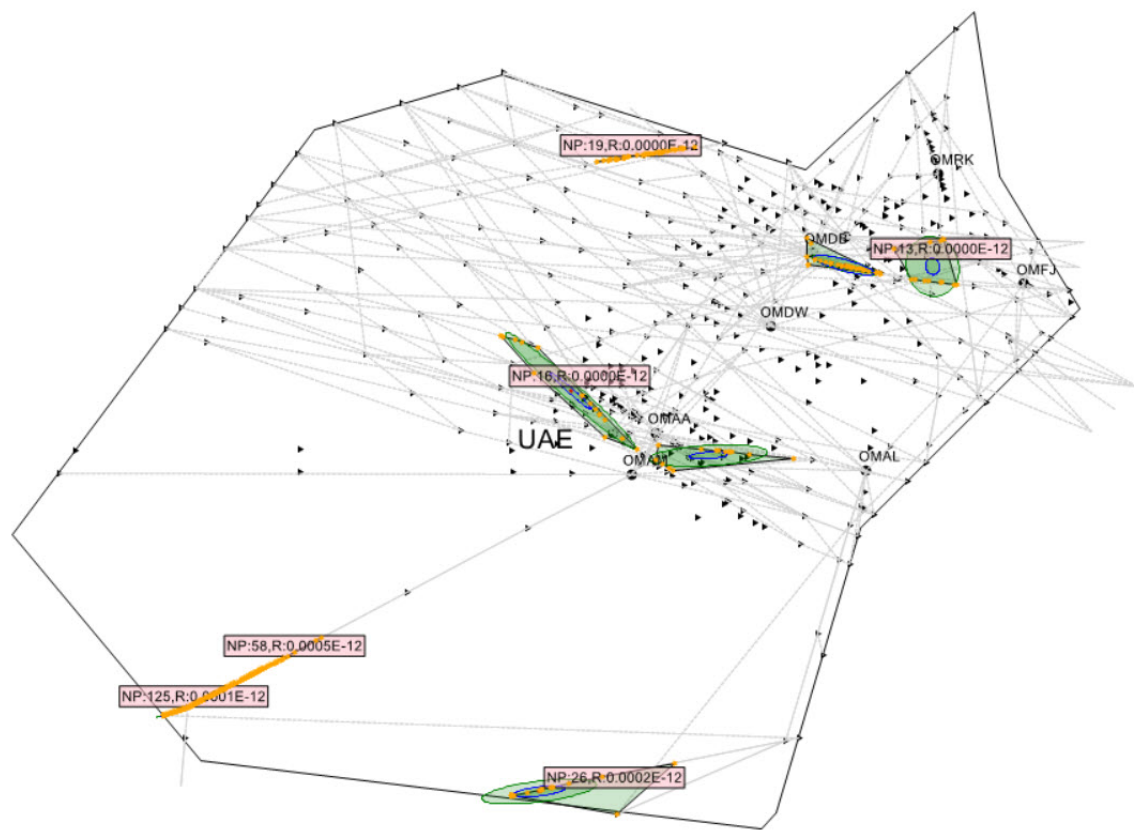 NP:19,R:0.0000E-12
OMRK
OMDB
NP:13,R:0.0000E-12
OMFJ
OMDW
NP:16,R:0.0000E-12
OMAA
UAE
OMAM
OMAL
NP:58,R:0.0005E-12
NP:125,R:0.0001E-12
NP:26,R:0.0002E-12